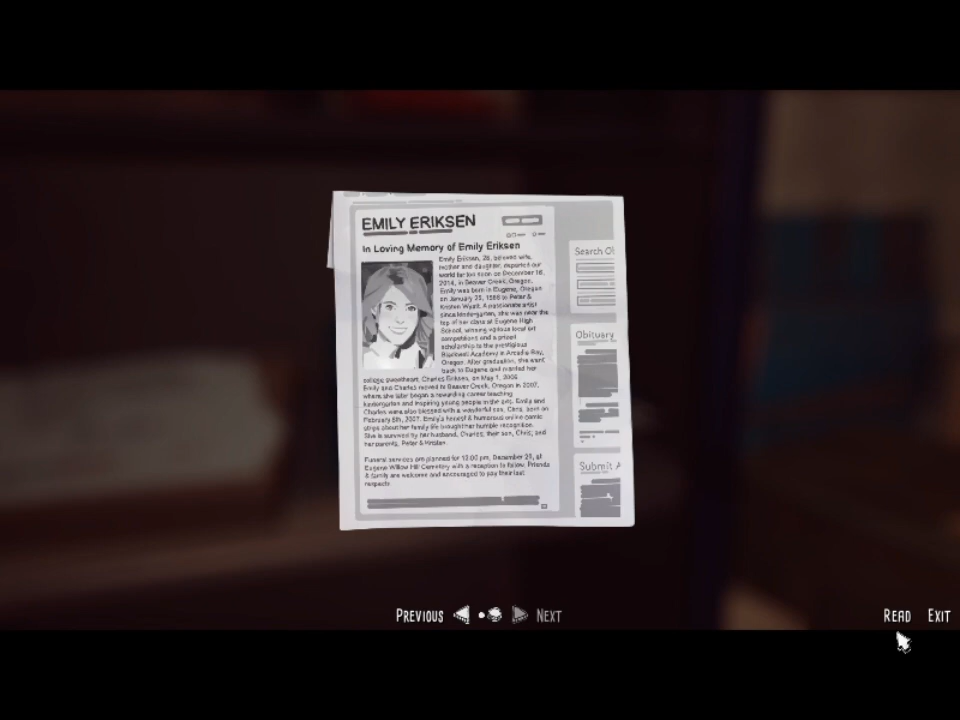 EMILY ERIKSEN
In Loving Memory of Emily Eriksen
Emily Eriksen, 28, beloved wife,
mother and daughter, departed our
world far too soon on December 16,
2014, in Beaver Creek, Oregon.
Emily was born in Eugene, Oregon
on January 1986 to Peter &
Kristen Wyatt. A passionate artist
since kindergarten, she was near the
top of her class at Eugene High
School, winning various local art
competitions and a prized
scholarship to the prestigious
Blackwell Academy in Arcadia Bay,
Oregon. After graduation, she went
back to Eugene and married her
college sweetheart, Charles Eriksen, on May 1, 2006.
Emily and Charles moved to Beaver Creek, Oregon in 2007,
where she later began a rewarding career teaching
kindergarten and inspiring young people in the arts. Emily and
Charles were also blessed with a wonderful son, Chris, born on
February 8th, 2007. Emily's honest & humorous online comic
strips about her family life brought her humble recognition.
She is survived by her husband, Charles; their son, Chris; and
her parents, Peter & Kristen.
Funeral services are planned for 12:00 pm, December at
Eugene Willow Hill Cemetery with a reception to follow. Friends
& family are welcome and encouraged to pay their last
respects.
Search Ob
Obituary
Submit
PREVIOUS
NEXT
READ
EXIT